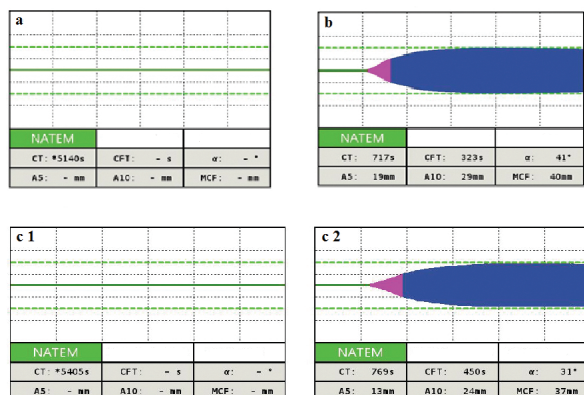 a
NATEM
CT: *5140s CFT: - s α: - °
A5: - mm A10: - mm MCF: - mm
b
NATEM
CT: 717s CFT: 323s α: 41°
A5: 19mm A10: 29mm MCF: 40mm
c 1
NATEM
CT: *5405s CFT: - s α: - °
A5: - mm A10: - mm MCF: - mm
c 2
NATEM
CT: 769s CFT: 450s α: 31°
A5: 13mm A10: 24mm MCF: 37mm